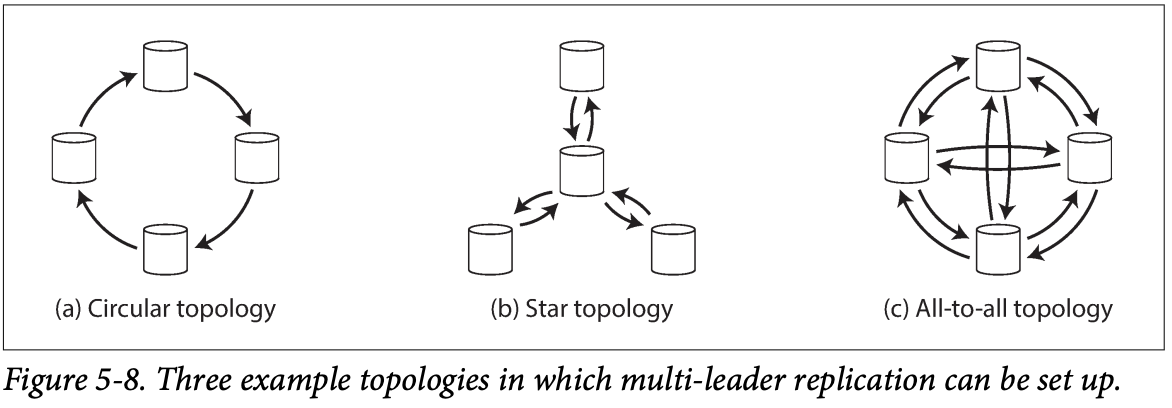 (a) Circular topology
(b) Star topology
(c) All-to-all topology
Figure 5-8. Three example topologies in which multi-leader replication can be set up.